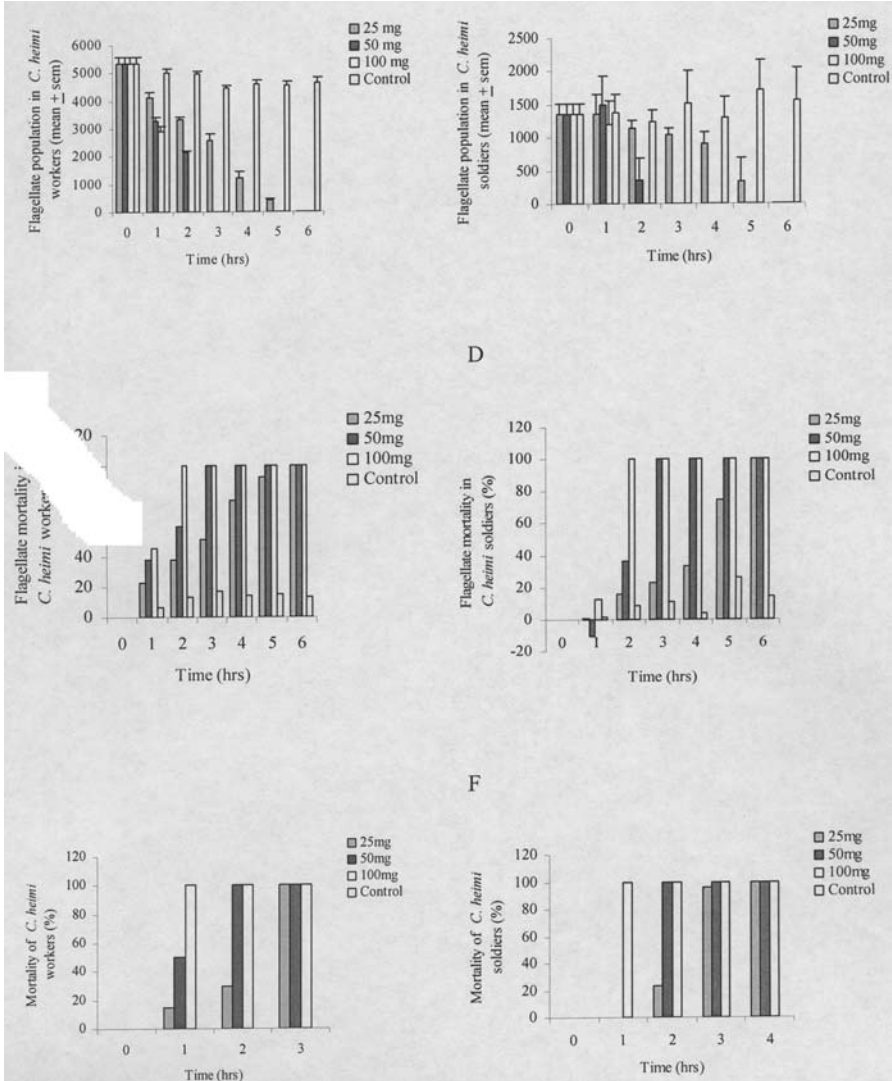 25 mg
50 mg
100 mg
Control
6000
5000
4000
3000
2000
1000
0
Flagellate population in C. heimi
workers (mean ± sem)
0 1 2 3 4 5 6
Time (hrs)
25mg
50mg
100mg
Control
2500
2000
1500
1000
500
0
Flagellate population in C. heimi
soldiers (mean ± sem)
0 1 2 3 4 5 6
Time (hrs)
D
25mg
50mg
100mg
Control
20
40
20
0
Flagellate mortality
C. heimi
0 1 2 3 4 5 6
Time (hrs)
25mg
50mg
100mg
Control
120
100
80
60
40
20
0
-20
Flagellate mortality in
C. heimi soldiers (%)
0 1 2 3 4 5 6
Time (hrs)
F
25mg
50mg
100mg
Control
120
100
80
60
40
20
0
Mortality of C. heimi
workers (%)
0 1 2 3
Time (hrs)
25mg
50mg
100mg
Control
120
100
80
60
40
20
0
Mortality of C. heimi
soldiers (%)
0 1 2 3 4
Time (hrs)